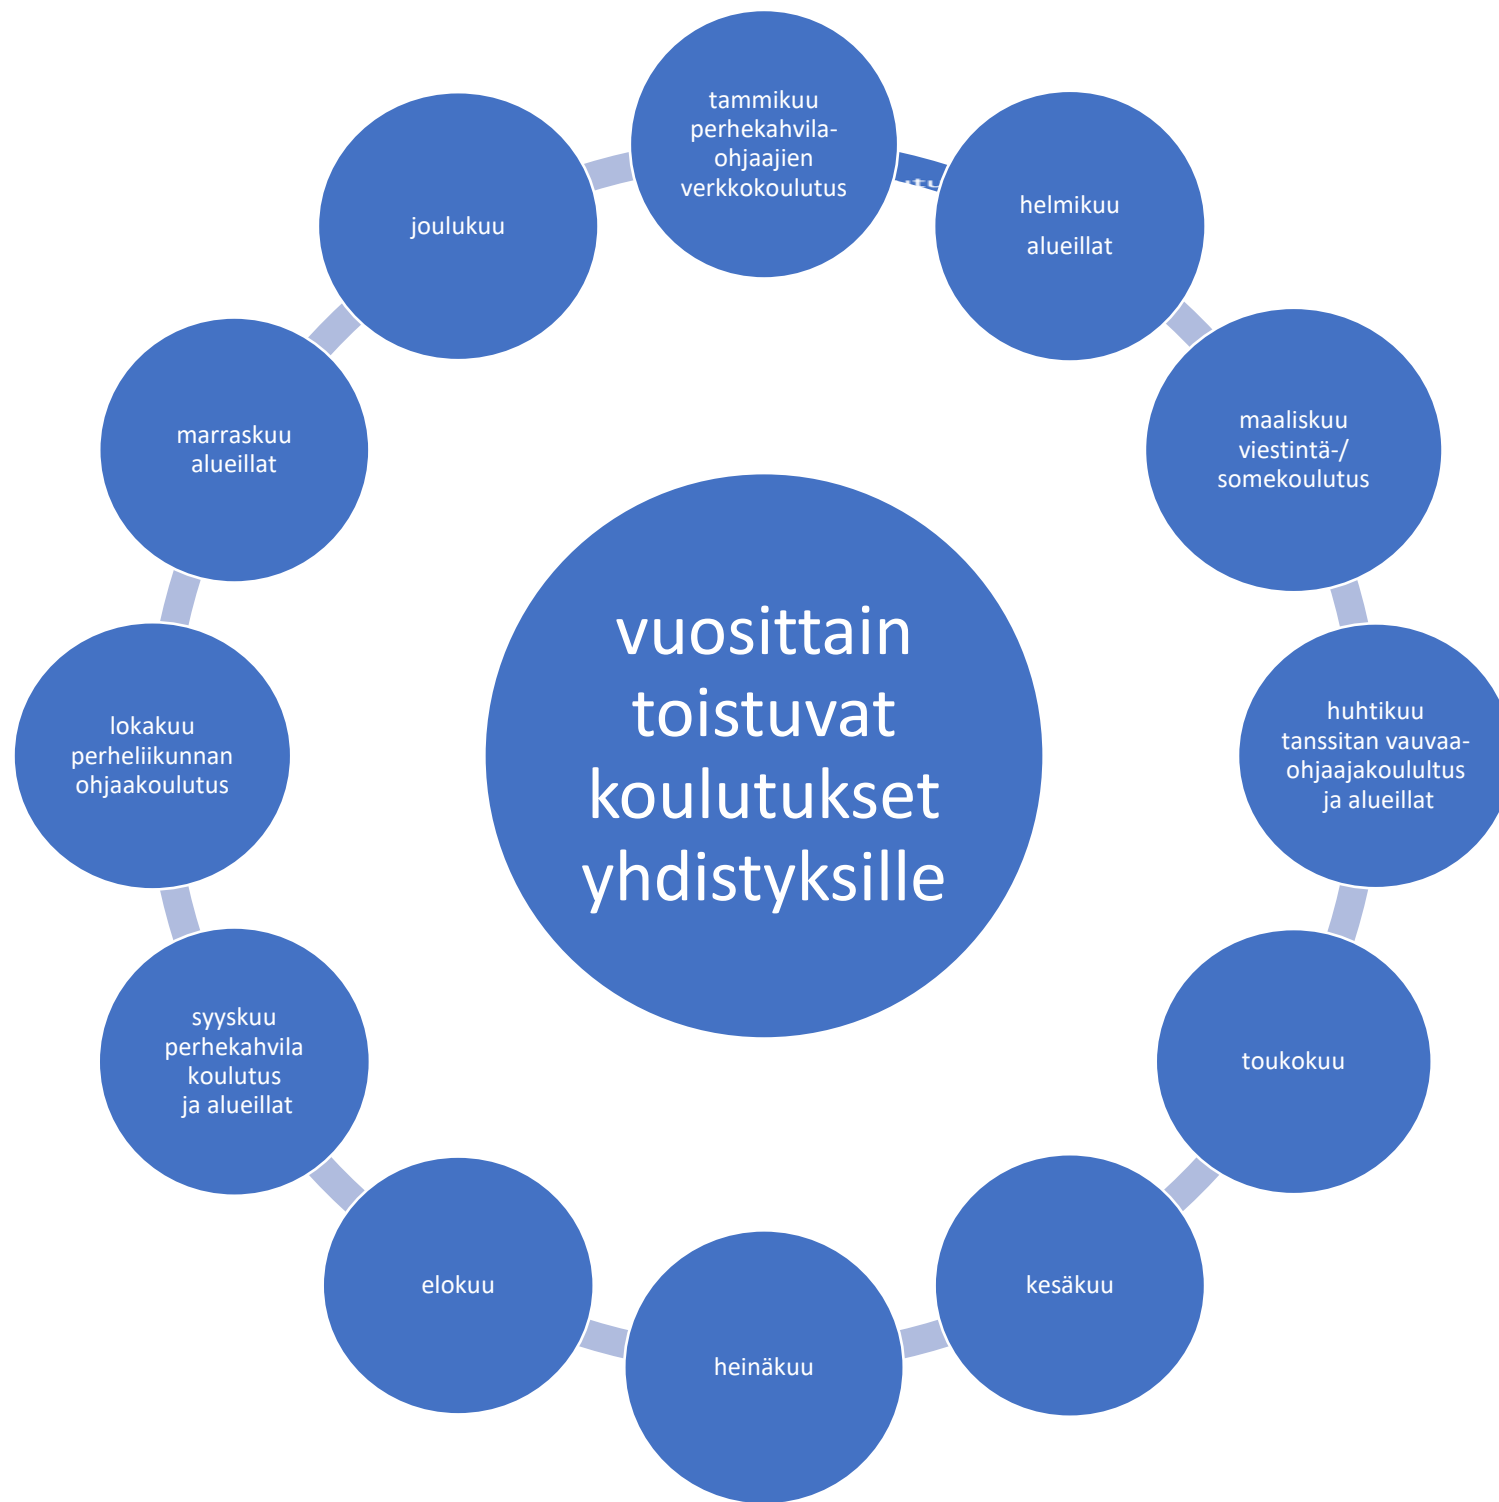 tammikuu
perhekahvila-
ohjaajien
verkkokoulutus
helmikuu
alueillat
maaliskuu
viestintä-/
somekoulutus
huhtikuu
tanssitan vauvaa-
ohjaajakoulultus
ja alueillat
toukokuu
kesäkuu
heinäkuu
elokuu
syyskuu
perhekahvila
koulutus
ja alueillat
lokakuu
perheliikunnan
ohjaakoulutus
marraskuu
alueillat
joulukuu
vuosittain
toistuvat
koulutukset
yhdistyksille